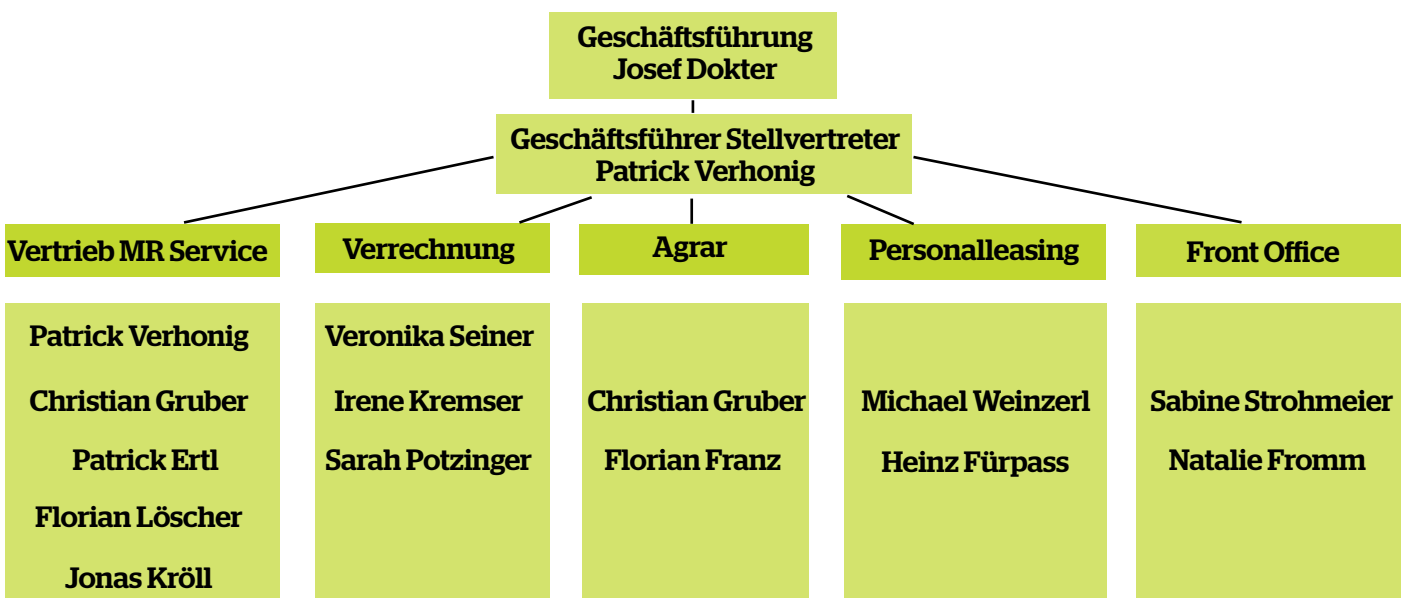 Geschäftsführung
Josef Dokter
Geschäftsführer Stellvertreter
Patrick Verhonig
Vertrieb MR Service
Patrick Verhonig
Christian Gruber
Patrick Ertl
Florian Löscher
Jonas Kröll
Verrechnung
Veronika Seiner
Irene Kremser
Sarah Potzinger
Agrar
Christian Gruber
Florian Franz
Personalleasing
Michael Weinzerl
Heinz Fürpass
Front Office
Sabine Strohmeier
Natalie Fromm